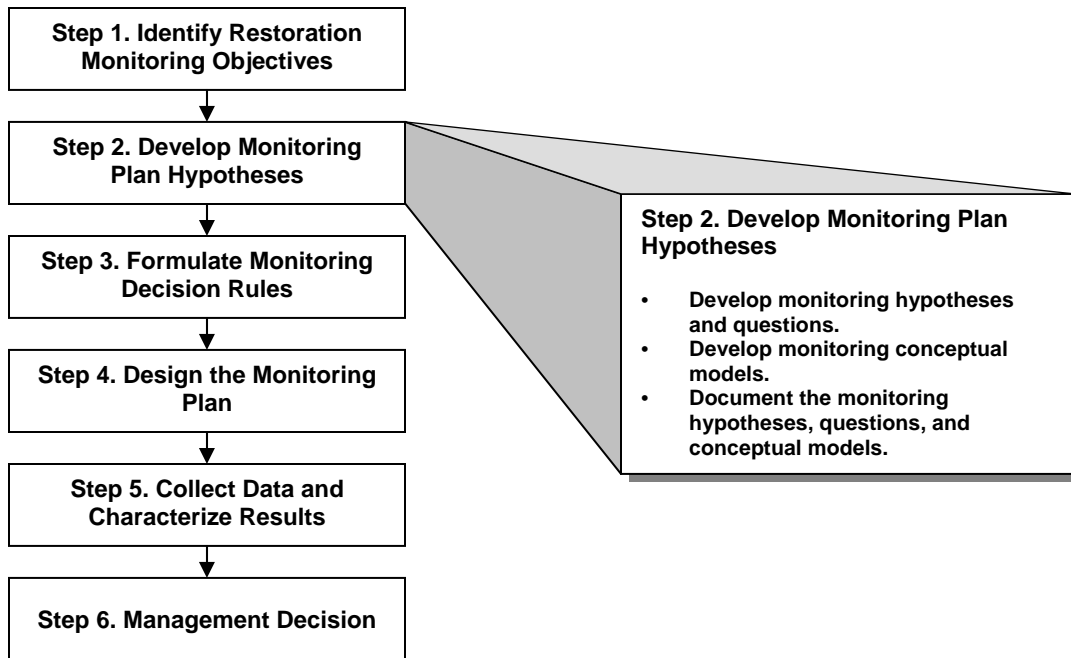 Step 1. Identify Restoration
Monitoring Objectives
Step 2. Develop Monitoring
Plan Hypotheses
Step 3. Formulate Monitoring
Decision Rules
Step 4. Design the Monitoring
Plan
Step 5. Collect Data and
Characterize Results
Step 6. Management Decision
Step 2. Develop Monitoring Plan
Hypotheses
• Develop monitoring hypotheses
and questions.
• Develop monitoring conceptual
models.
• Document the monitoring
hypotheses, questions, and
conceptual models.